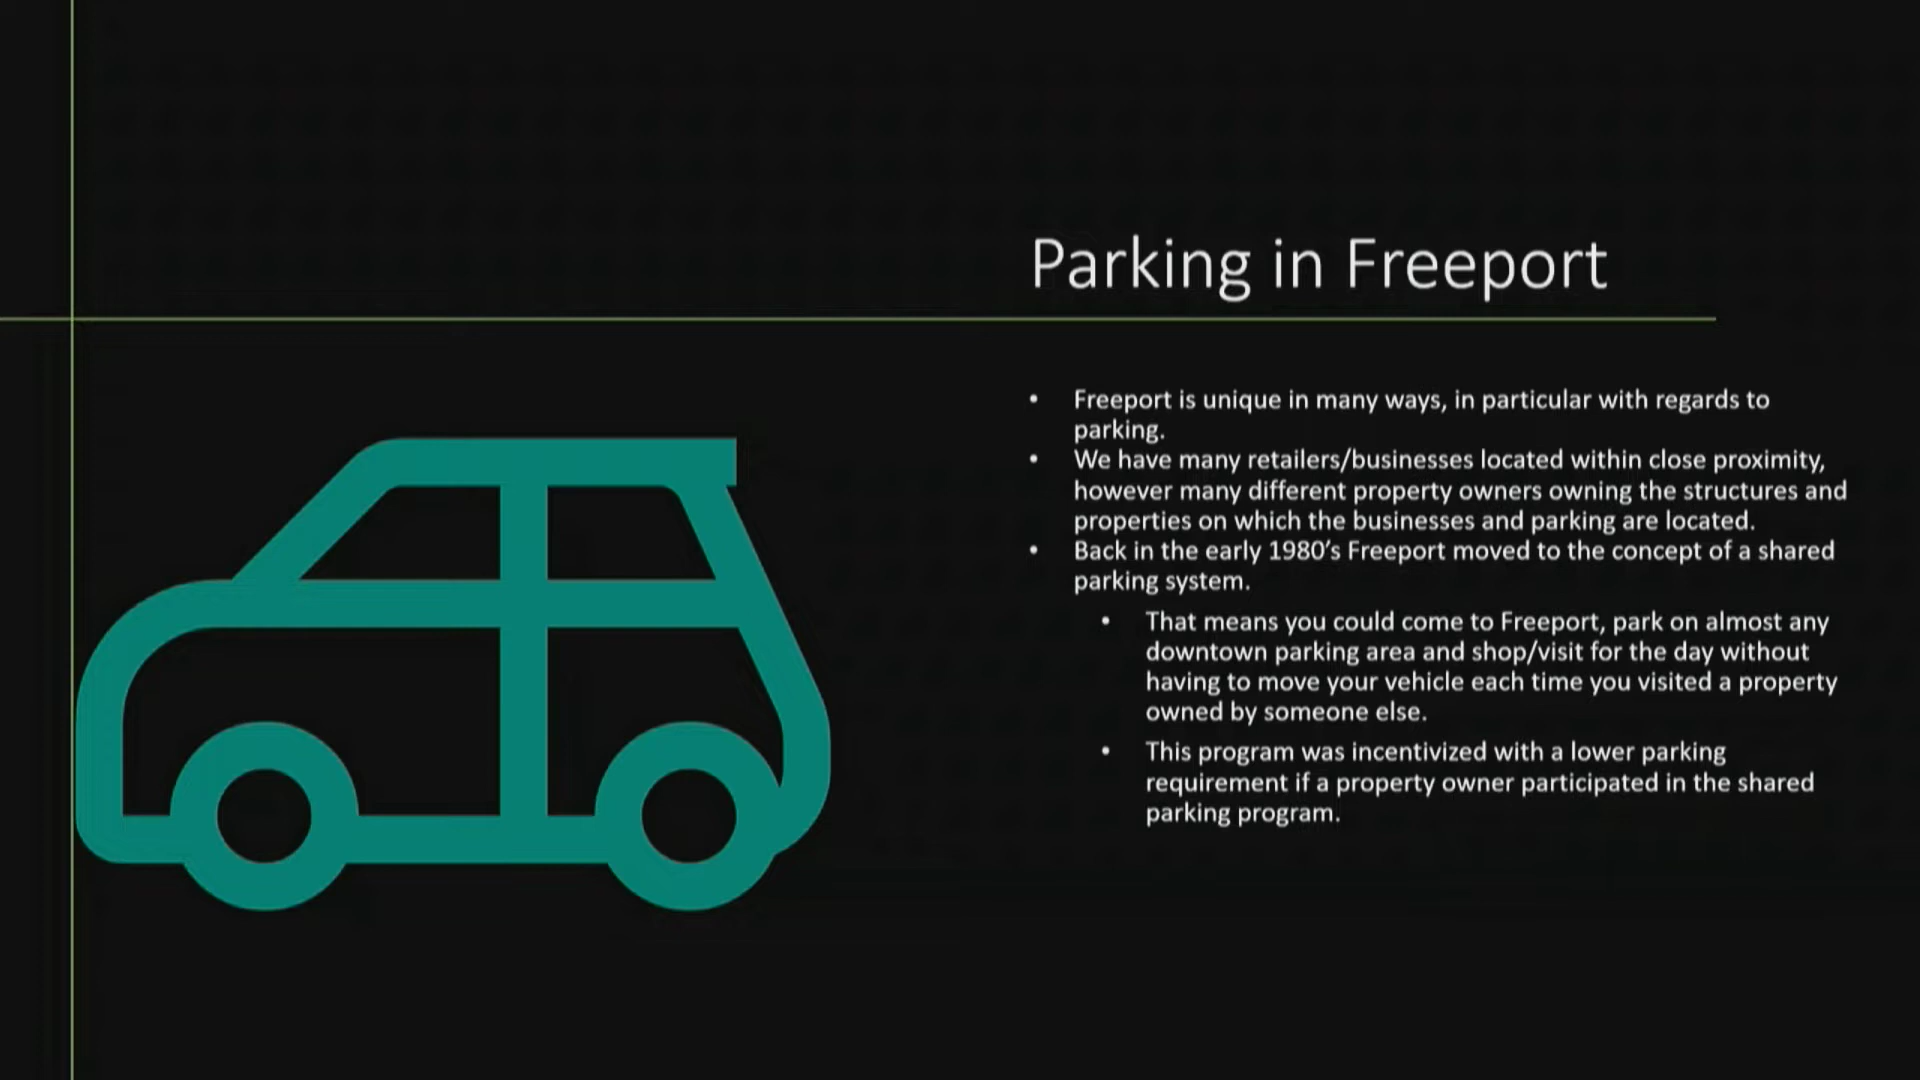 Parking in Freeport
• Freeport is unique in many ways, in particular with regards to
parking.
• We have many retailers/businesses located within close proximity,
however many different property owners owning the structures and
properties on which the businesses and parking are located.
• Back in the early 1980’s Freeport moved to the concept of a shared
parking system.
• That means you could come to Freeport, park on almost any
downtown parking area and shop/visit for the day without
having to move your vehicle each time you visited a property
owned by someone else.
• This program was incentivized with a lower parking
requirement if a property owner participated in the shared
parking program.